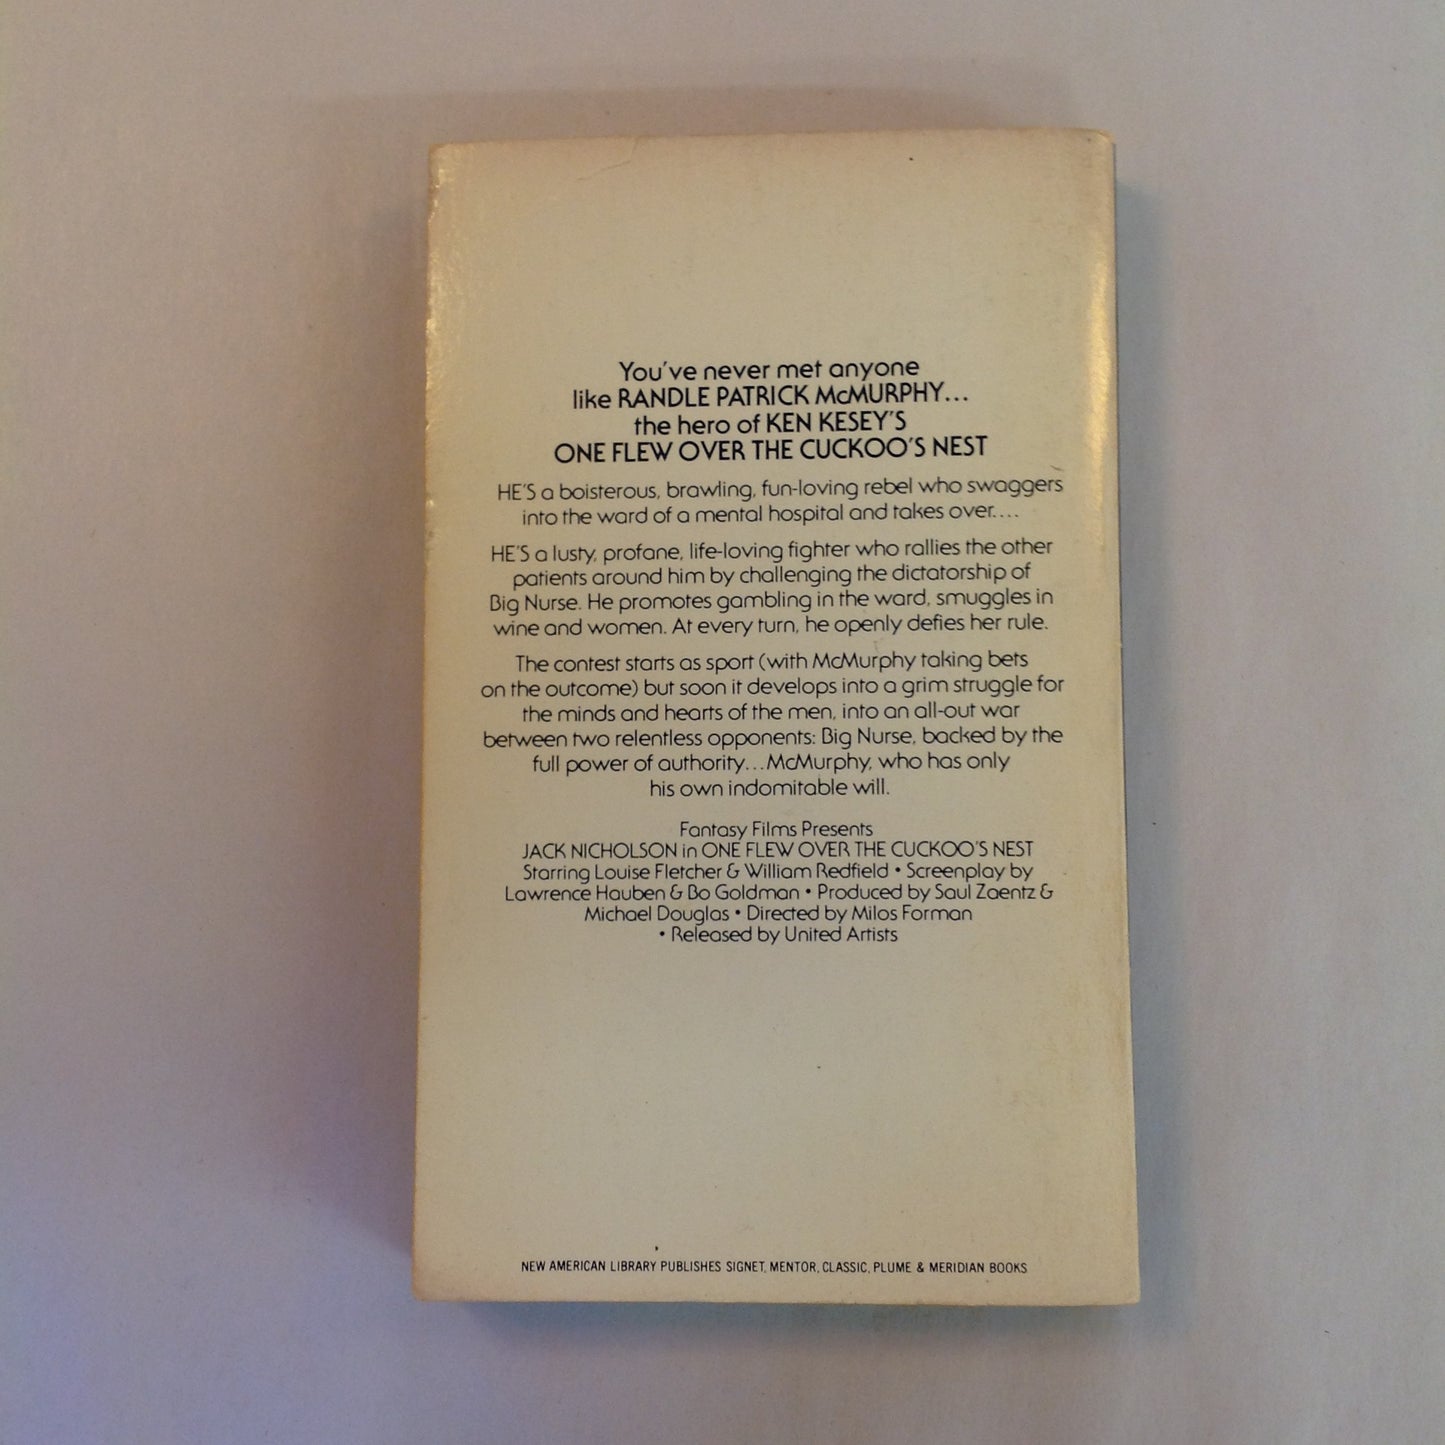 You've never met anyone
like RANDLE PATRICK McMURPHY...
the hero of KEN KESEY'S
ONE FLEW OVER THE CUCKOO'S NEST
HE'S a boisterous, brawling, fun-loving rebel who swaggers
into the ward of a mental hospital and takes over....
HE'S a lusty, profane, life-loving fighter who rallies the other
patients around him by challenging the dictatorship of
Big Nurse. He promotes gambling in the ward, smuggles in
wine and women. At every turn, he openly defies her rule.
The contest starts as sport (with McMurphy taking bets
on the outcome) but soon it develops into a grim struggle for
the minds and hearts of the men, into an all-out war
between two relentless opponents: Big Nurse, backed by the
full power of authority...McMurphy, who has only
his own indomitable will.
Fantasy Films Presents
JACK NICHOLSON in ONE FLEW OVER THE CUCKOO'S NEST
Starring Louise Fletcher & William Redfield • Screenplay by
Lawrence Hauben & Bo Goldman • Produced by Saul Zaentz &
Michael Douglas • Directed by Milos Forman
• Released by United Artists
NEW AMERICAN LIBRARY PUBLISHES SIGNET, MENTOR, CLASSIC, PLUME & MERIDIAN BOOKS